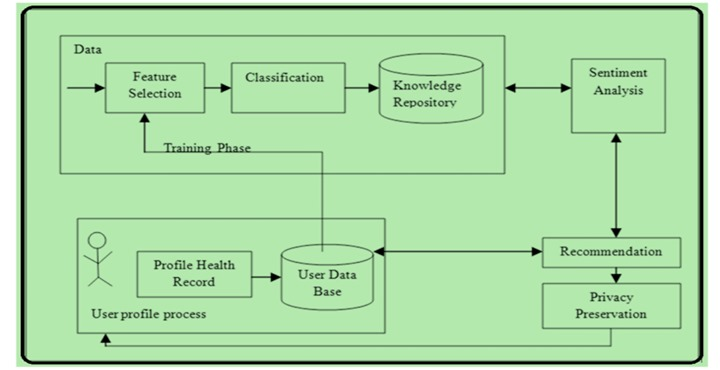 Data
Feature
Selection
Classification
Knowledge
Repository
Sentiment
Analysis
Training Phase
Profile Health
Record
User Data
Base
User profile process
Recommendation
Privacy
Preservation